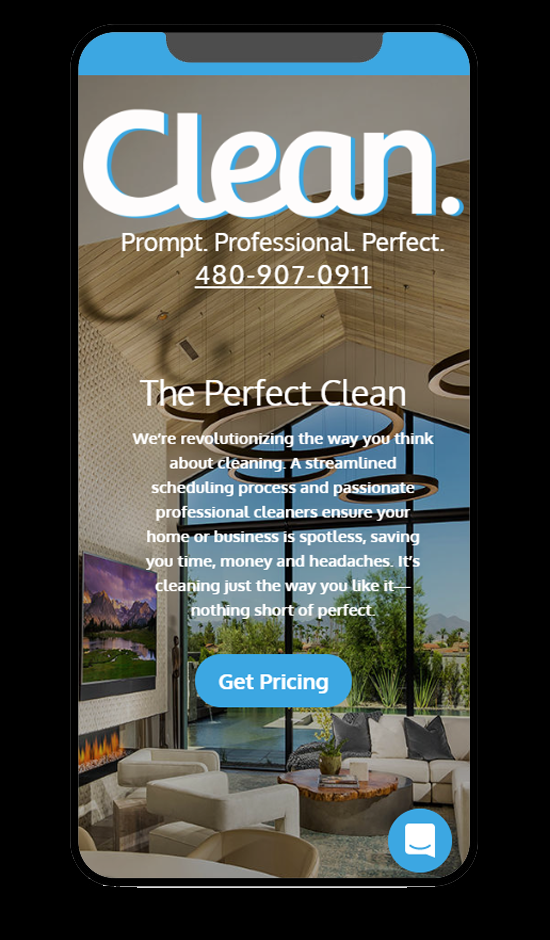 Clean.
Prompt. Professional. Perfect.
480-907-0911
The Perfect Clean
We're revolutionizing the way you think
about cleaning. A streamlined
scheduling process and passionate
professional cleaners ensure your
home or business is spotless, saving
you time, money and headaches. It's
cleaning just the way you like it—
nothing short of perfect.
Get Pricing